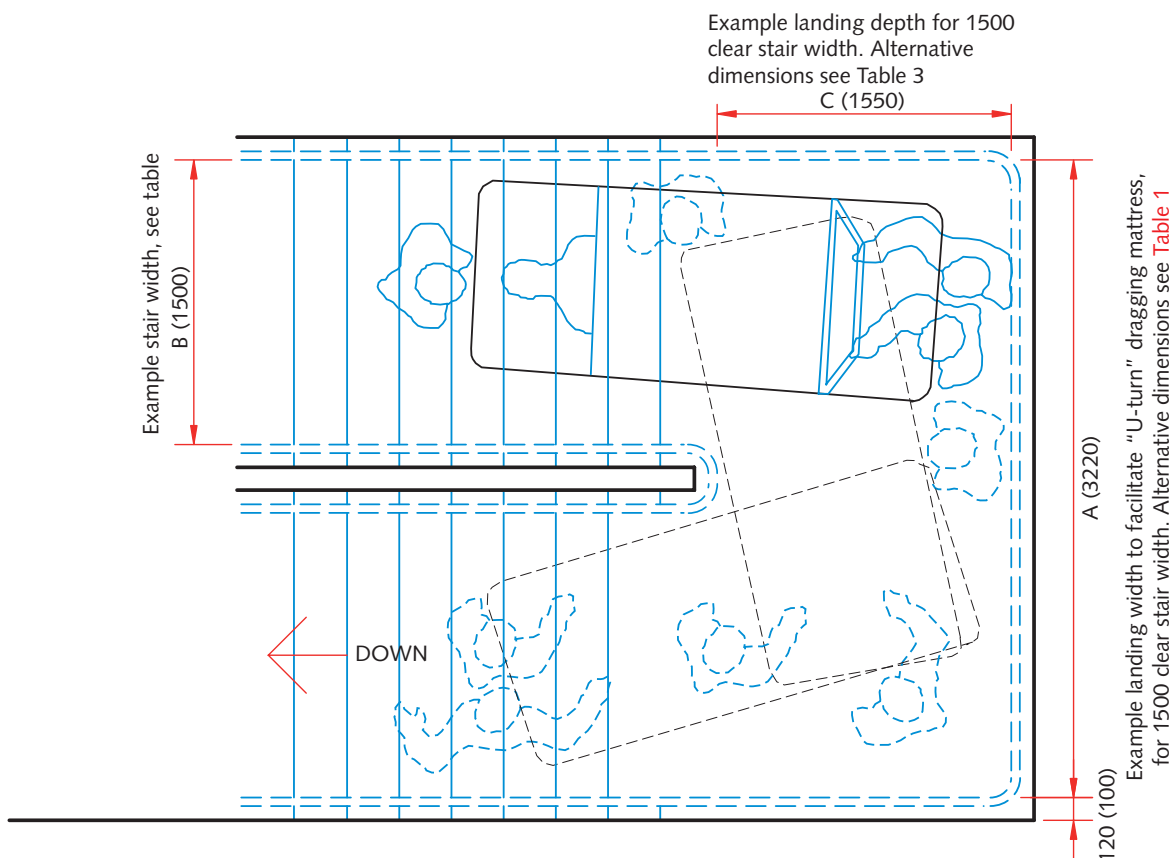 Example landing depth for 1500
clear stair width. Alternative
dimensions see Table 3
C (1550)
Example stair width, see table
B (1500)
DOWN
A (3220)
Example landing width to facilitate “U-turn” dragging mattress,
for 1500 clear stair width. Alternative dimensions see Table 1
120 (100)